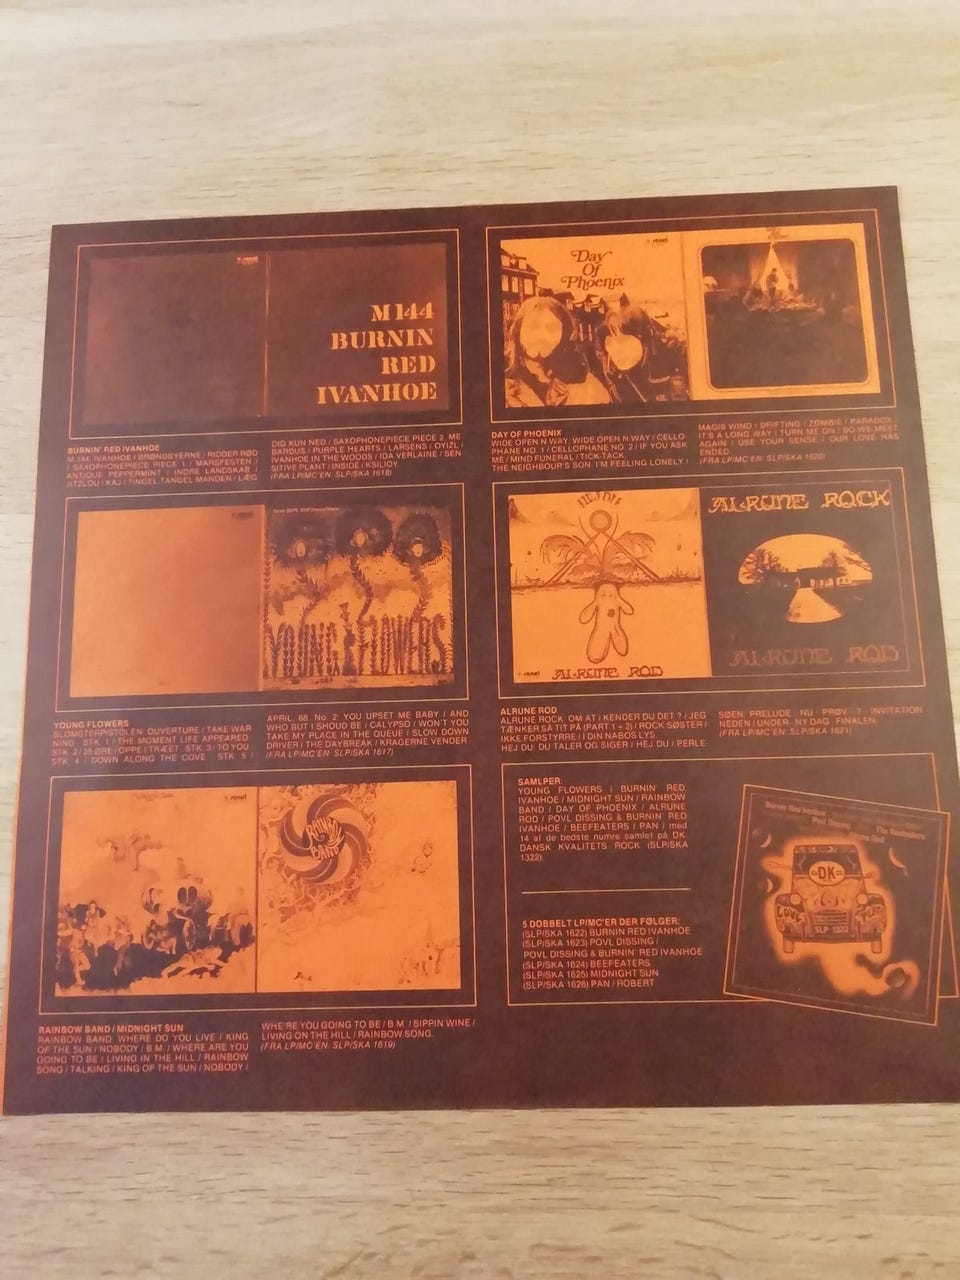 sonet
M 144
BURNIN
RED
IVANHOE
BURNIN' RED IVANHOE
M 144 IVANHOE I BRØNDBYERNE / RIDDER RØD
/ SAXOPHONEPIECE PIECE 1 / MARSFESTEN /
ANTIQUE PEPPERMINT / INDRE LANDSKAB /
JITZLOU / KAJ / TINGEL TANGEL MANDEN / LÆG
DIG KUN NED / SAXOPHONEPIECE PIECE 2 ME
BARDUS / PURPLE HEARTS / LARSENS / OYIZL /
IVANHOE IN THE WOODS / IDA VERLAINE / SEN
SITIVE PLANT / INSIDE / KSILIOY
(FRA LP/MC'EN: SLP/SKA 1618)
sonet
Day
Of
Phoenix
DAY OF PHOENIX
WIDE OPEN N-WAY: WIDE OPEN N-WAY / CELLO
PHANE NO. 1 / CELLOPHANE NO. 2 / IF YOU ASK
ME / MIND FUNERAL / TICK-TACK
THE NEIGHBOUR'S SON: I'M FEELING LONELY /
MAGIS WIND / DRIFTING / ZOMBIE / PARADOX /
IT'S A LONG WAY / TURN ME ON / SO WE MEET
AGAIN / USE YOUR SENSE / OUR LOVE HAS
ENDED
(FRA LP/MC'EN: SLP/SKA 1620)
YOUNG FLOWERS
YOUNG FLOWERS
BLOMSTERPISTOLEN: OUVERTURE / TAKE WAR
NING STK. 1 / THE MOMENT LIFE APPEARED
STK. 2 / 25 ØRE / OPPE I TRÆET STK. 3 / TO YOU
STK. 4 / DOWN ALONG THE COVE STK. 5 /
APRIL '68 No. 2: YOU UPSET ME BABY / AND
WHO BUT I SHOUD BE / CALYPSO / WON'T YOU
TAKE MY PLACE IN THE QUEUE / SLOW DOWN
DRIVER / THE DAYBREAK / KRAGERNE VENDER
(FRA LP/MC'EN: SLP/SKA 1617)
HEJ DU
sonet
ALRUNE ROD
ALRUNE ROCK
ALRUNE ROD
ALRUNE ROD
ALRUNE ROCK: OM AT / KENDER DU DET ? / JEG
TÆNKER SÅ TIT PÅ (PART 1 + 2) / ROCK SØSTER /
IKKE FORSTYRRE / I DIN NABOS LYS
HEJ DU: DU TALER OG SIGER / HEJ DU / PERLE
SØEN PRELUDE NU PRØV ? - INVITATION
NEDEN / UNDER - NY DAG FINALEN
(FRA LP/MC'EN: SLP/SKA 1621)
sonet
RAINBOW
BAND
RAINBOW BAND / MIDNIGHT SUN
RAINBOW BAND: WHERE DO YOU LIVE / KING
OF THE SUN / NOBODY / B.M. / WHERE ARE YOU
GOING TO BE / LIVING IN THE HILL / RAINBOW
SONG / TALKING / KING OF THE SUN / NOBODY /
WHE'RE YOU GOING TO BE / B.M. / SIPPIN WINE /
LIVING ON THE HILL / RAINBOW SONG.
(FRA LP/MC'EN: SLP/SKA 1619)
SAMLPER:
YOUNG FLOWERS / BURNIN RED
IVANHOE / MIDNIGHT SUN / RAINBOW
BAND / DAY OF PHOENIX / ALRUNE
ROD / POVL DISSING & BURNIN' RED
IVANHOE / BEEFEATERS / PAN / med
14 af de bedste numre samlet på DK
DANSK KVALITETS ROCK (SLP/SKA
1322)
5 DOBBELT LP/MC'ER DER FØLGER:
(SLP/SKA 1622) BURNIN RED IVANHOE
(SLP/SKA 1623) POVL DISSING /
POVL DISSING & BURNIN' RED IVANHOE
(SLP/SKA 1624) BEEFEATERS
(SLP/SKA 1625) MIDNIGHT SUN
(SLP/SKA 1626) PAN / ROBERT
Burnin Red Ivanhoe
DK
SLP 1322